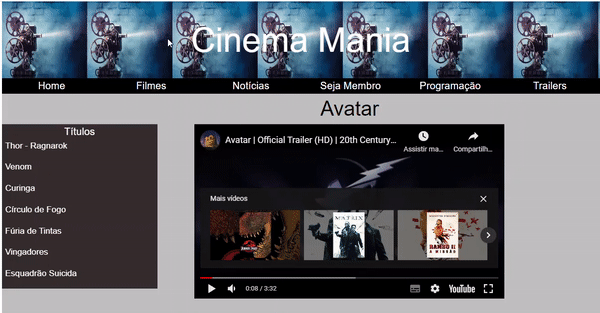 Cinema Mania
Home Filmes Notícias Seja Membro Programação Trailers
Avatar
Títulos
Thor - Ragnarok
Venom
Curinga
Círculo de Fogo
Fúria de Tintas
Vingadores
Esquadrão Suicida
Avatar | Official Trailer (HD) | 20th Century...
Assistir ma...
Compartilh...
Mais vídeos
MATRIX
RAMBO II
A MISSÃO
0:08 / 3:32
YouTube